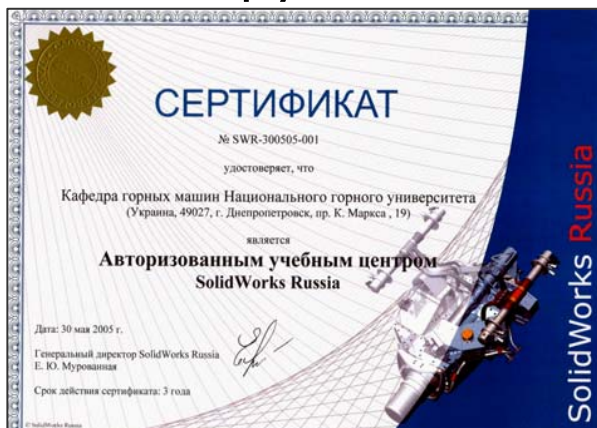 СЕРТИФИКАТ
№ SWR-300505-001
удостоверяет, что
Кафедра горных машин Национального горного университета
(Украина, 49027, г. Днепропетровск, пр. К. Маркса , 19)
является
Авторизованным учебным центром
SolidWorks Russia
Дата: 30 мая 2005 г.
Генеральный директор SolidWorks Russia
Е. Ю. Мурованная
Срок действия сертификата: 3 года
© SolidWorks Russia
SolidWorks Russia